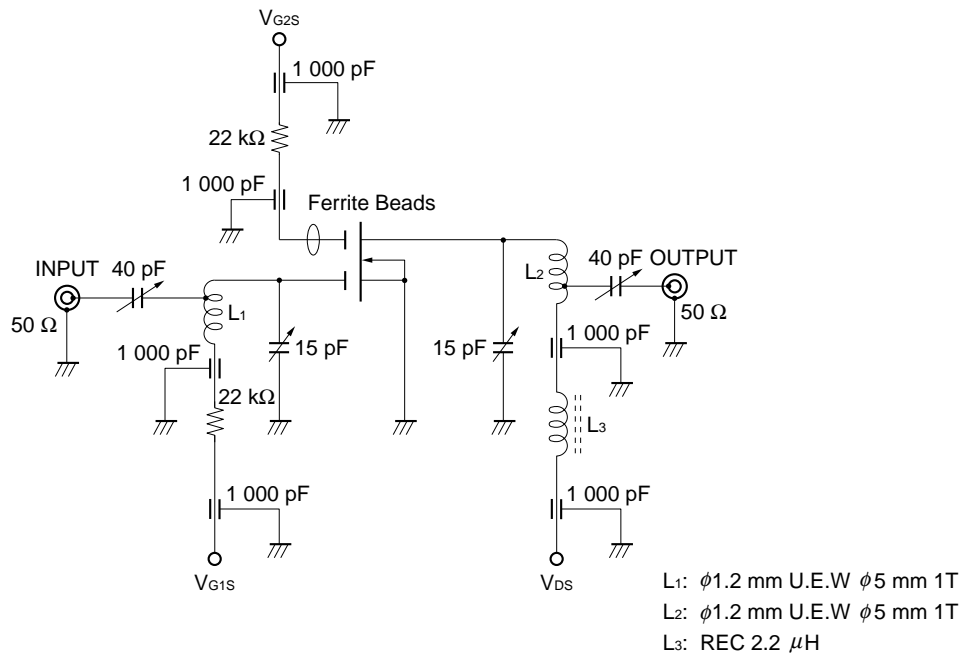 VG2S
1 000 pF
22 kΩ
1 000 pF
Ferrite Beads
INPUT
40 pF
50 Ω
L1
15 pF
1 000 pF
22 kΩ
1 000 pF
VG1S
L2
40 pF
OUTPUT
50 Ω
15 pF
1 000 pF
L3
1 000 pF
VDS
L1: ϕ1.2 mm U.E.W ϕ5 mm 1T
L2: ϕ1.2 mm U.E.W ϕ5 mm 1T
L3: REC 2.2 μH